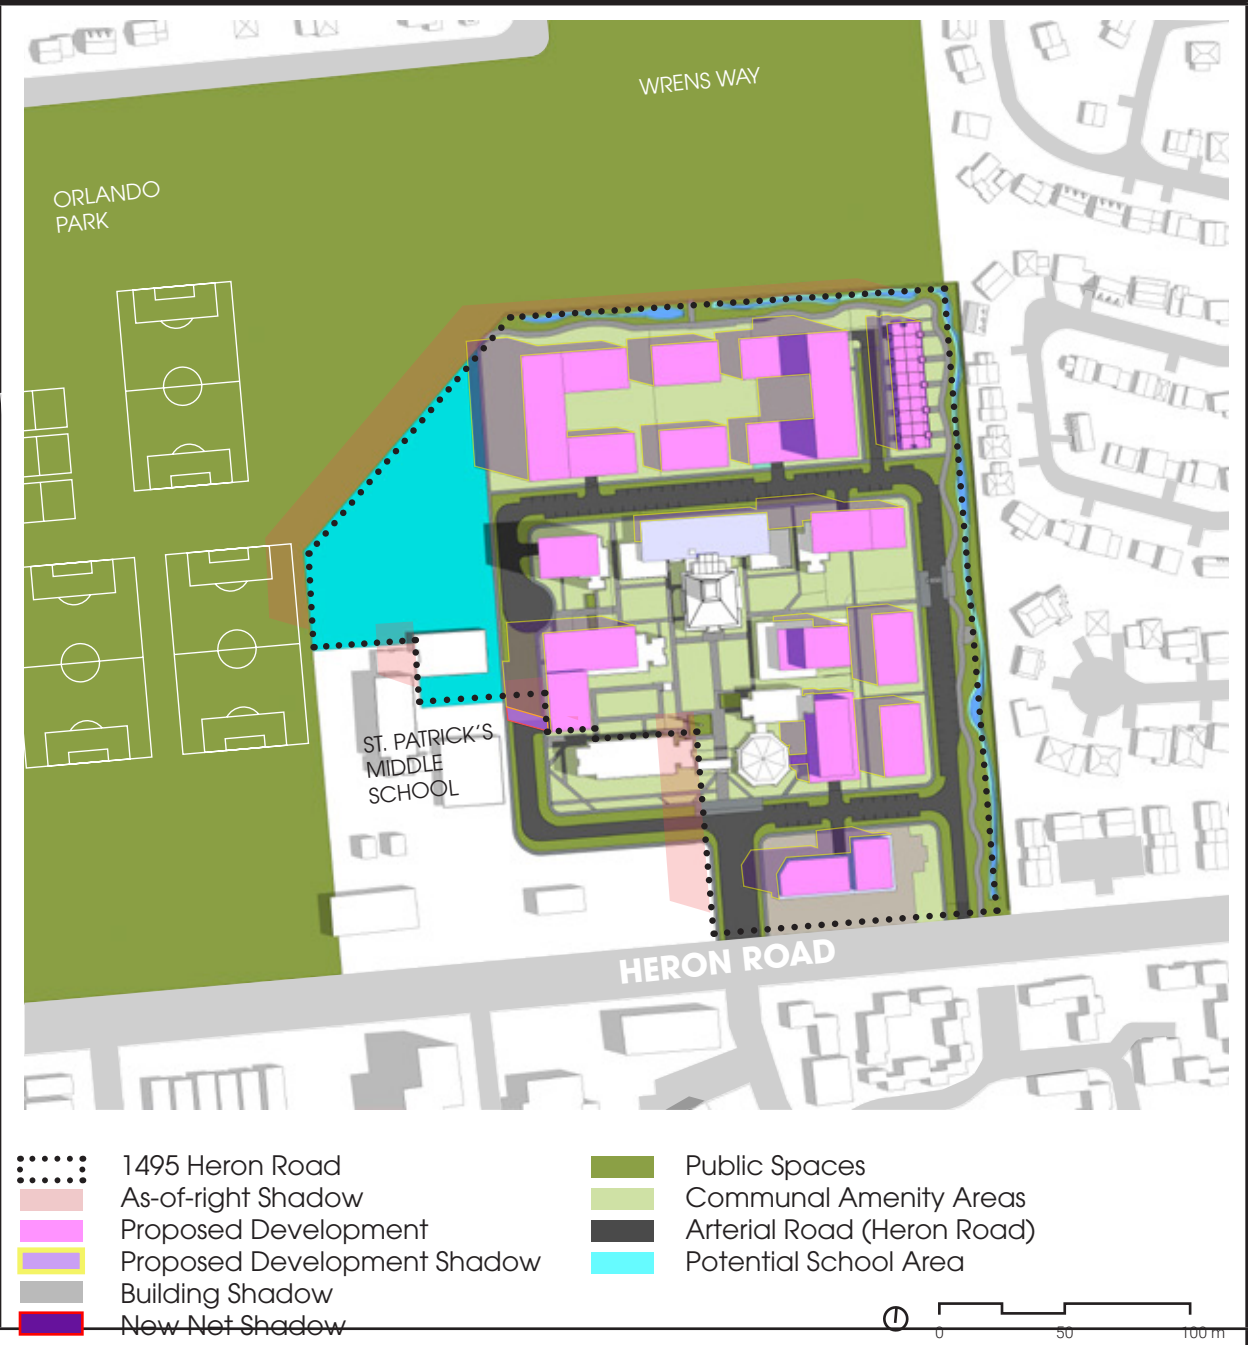 WRENS WAY
ORLANDO
PARK
ST. PATRICK'S
MIDDLE
SCHOOL
HERON ROAD
1495 Heron Road
As-of-right Shadow
Proposed Development
Proposed Development Shadow
Building Shadow
New Net Shadow
Public Spaces
Communal Amenity Areas
Arterial Road (Heron Road)
Potential School Area
0 50 100 m